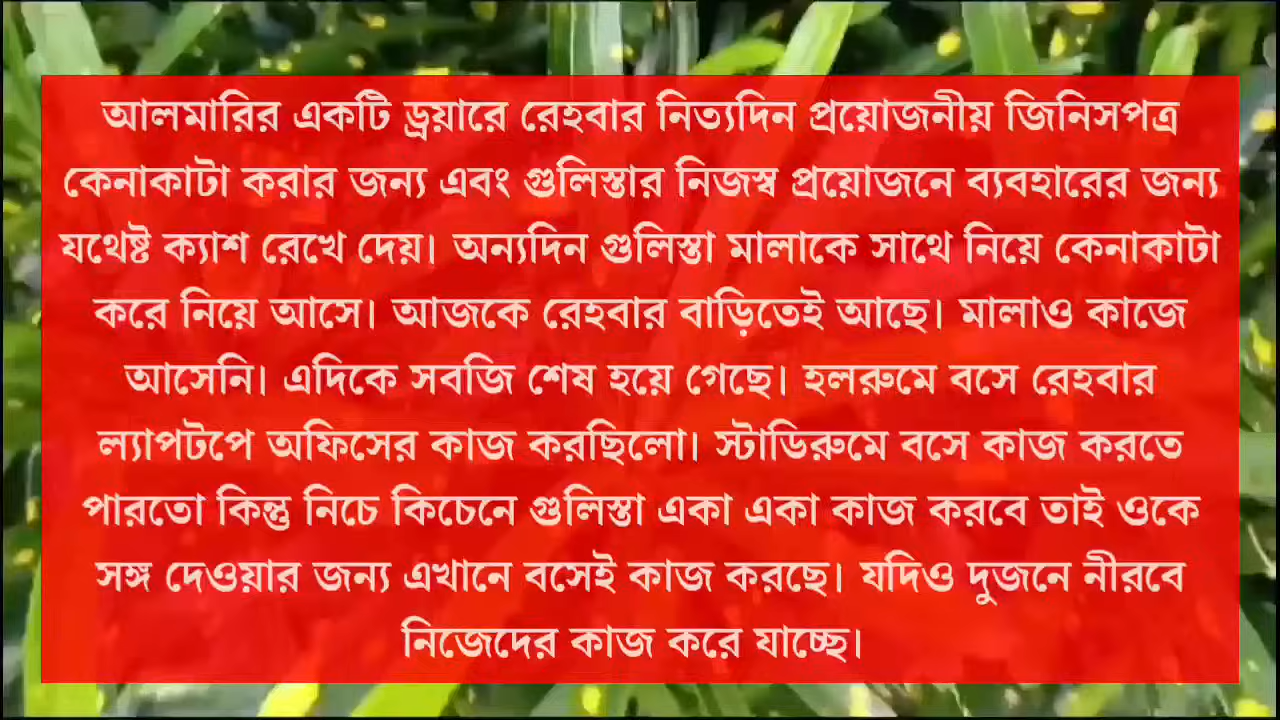 আলমারির একটি ড্রয়ারে রেহবার নিত্যদিন প্রয়োজনীয় জিনিসপত্র
কেনাকাটা করার জন্য এবং গুলিস্তার নিজস্ব প্রয়োজনে ব্যবহারের জন্য
যথেষ্ট ক্যাশ রেখে দেয়। অন্যদিন গুলিস্তা মালাকে সাথে নিয়ে কেনাকাটা
করে নিয়ে আসে। আজকে রেহবার বাড়িতেই আছে। মালাও কাজে
আসেনি। এদিকে সবজি শেষ হয়ে গেছে। হলরুমে বসে রেহবার
ল্যাপটপে অফিসের কাজ করছিলো। স্টাডিরুমে বসে কাজ করতে
পারতো কিন্তু নিচে কিচেনে গুলিস্তা একা একা কাজ করবে তাই ওকে
সঙ্গ দেওয়ার জন্য এখানে বসেই কাজ করছে। যদিও দুজনে নীরবে
নিজেদের কাজ করে যাচ্ছে।